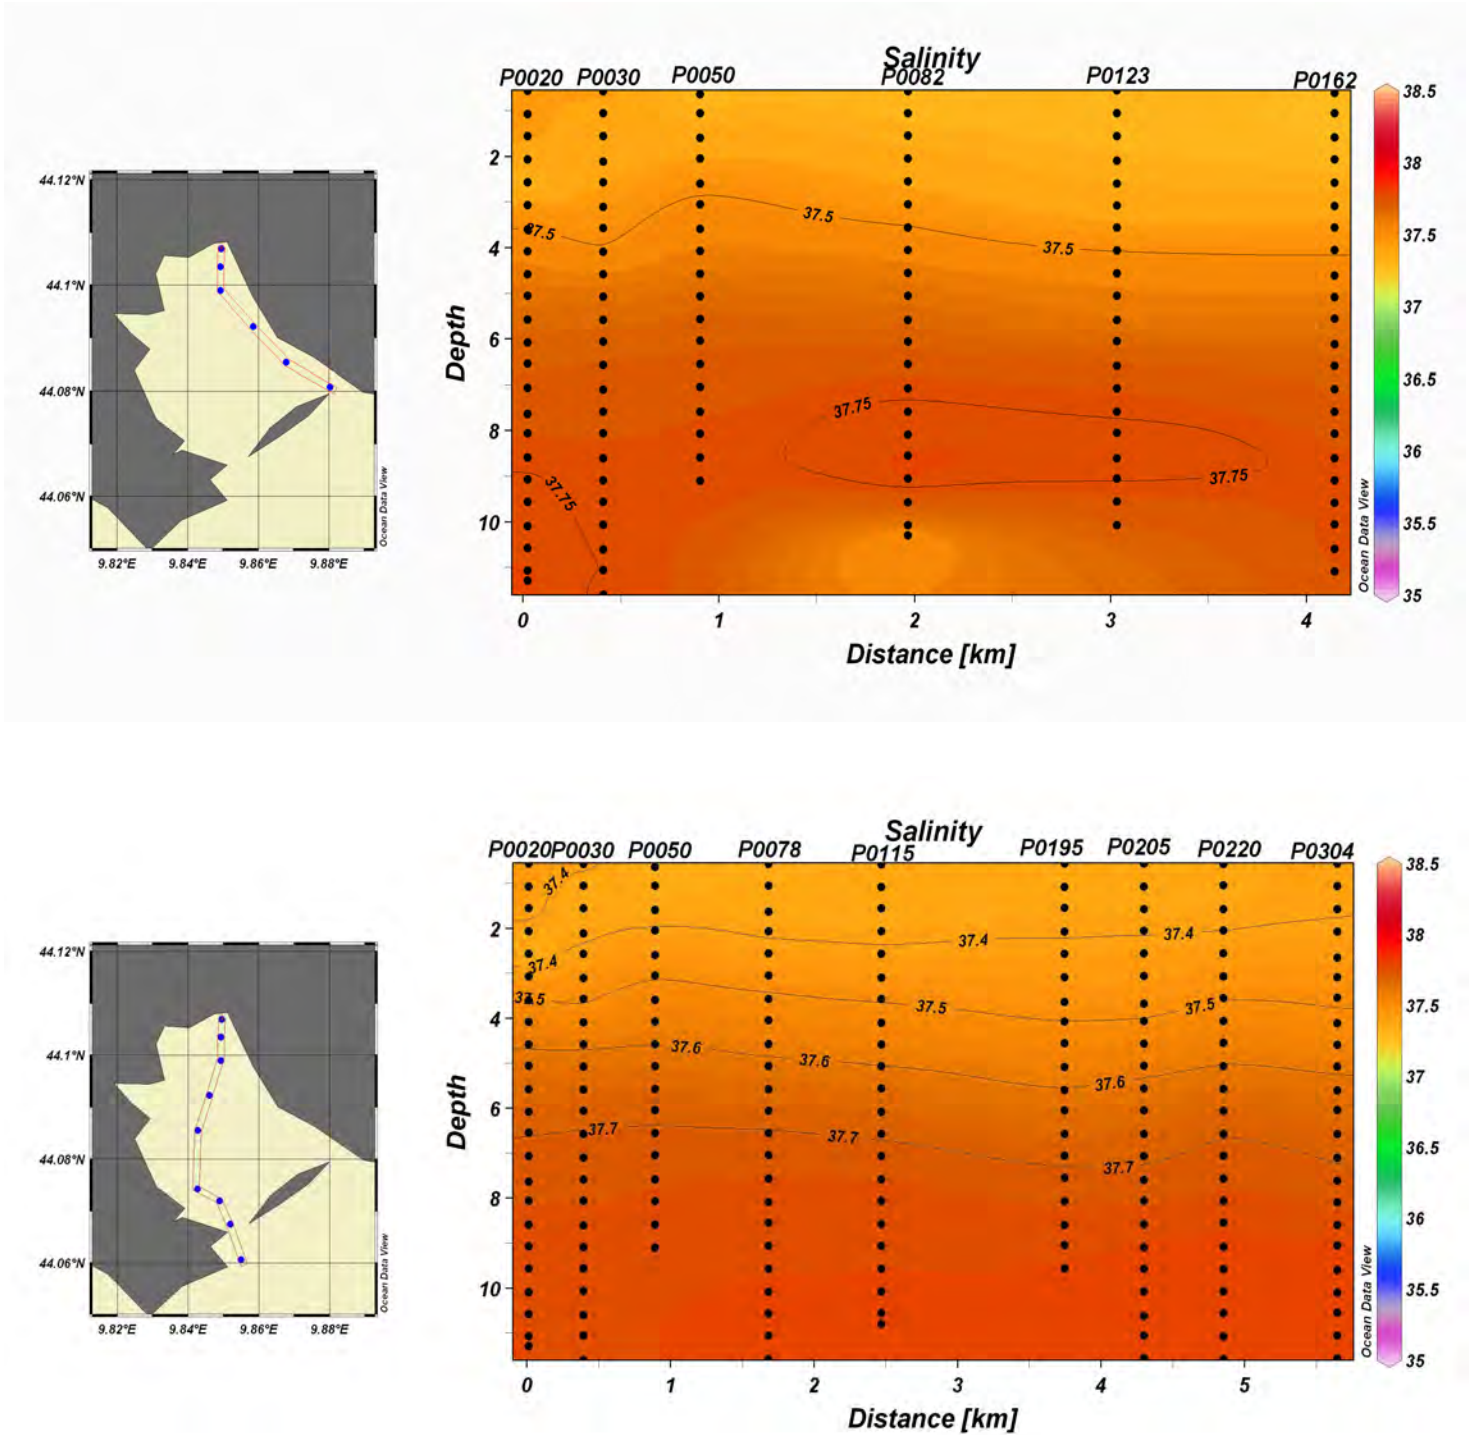 Salinity
P0020 P0030 P0050 P0082 P0123 P0162
38.5
38
37.5
37
36.5
36
35.5
35
2
4
6
8
10
Depth
37.5
37.5
37.5
37.75
37.75
37.75
0 1 2 3 4
Distance [km]
Ocean Data View
44.12°N
44.1°N
44.08°N
44.06°N
9.82°E 9.84°E 9.86°E 9.88°E
Ocean Data View
Salinity
P0020 P0030 P0050 P0078 P0115 P0195 P0205 P0220 P0304
38.5
38
37.5
37
36.5
36
35.5
35
2
4
6
8
10
Depth
37.4
37.4
37.4
37.4
37.5
37.5
37.5
37.6
37.6
37.6
37.7
37.7
37.7
0 1 2 3 4 5
Distance [km]
Ocean Data View
44.12°N
44.1°N
44.08°N
44.06°N
9.82°E 9.84°E 9.86°E 9.88°E
Ocean Data View